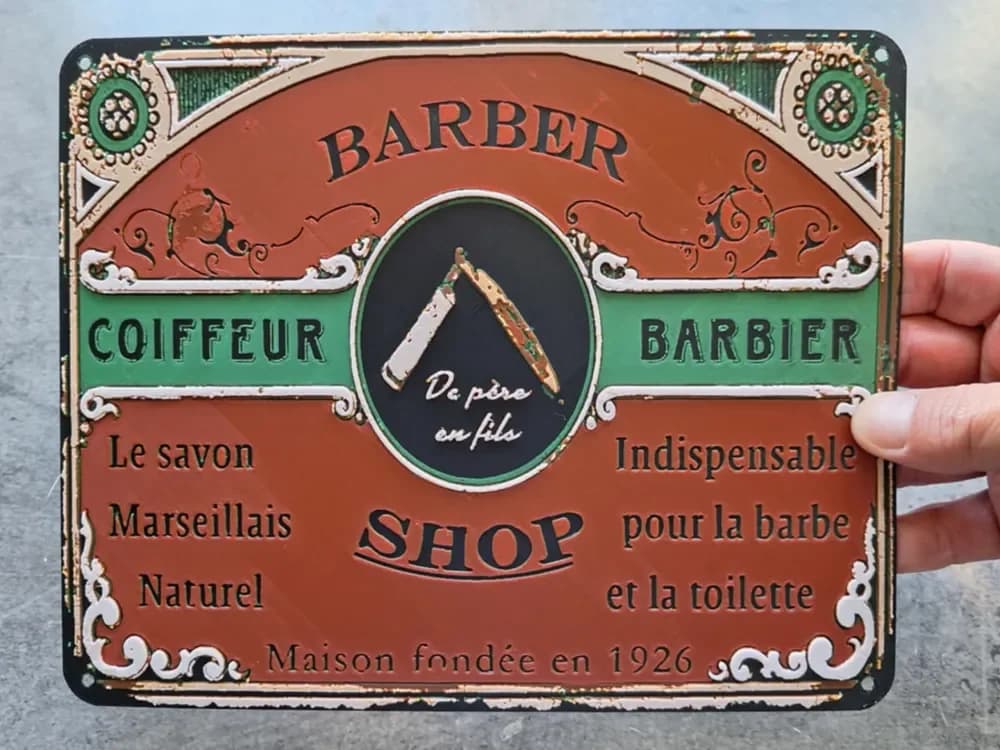 BARBER
COIFFEUR
BARBIER
De père
en fils
Le savon
Marseillais
Naturel
Indispensable
pour la barbe
et la toilette
SHOP
Maison fondée en 1926